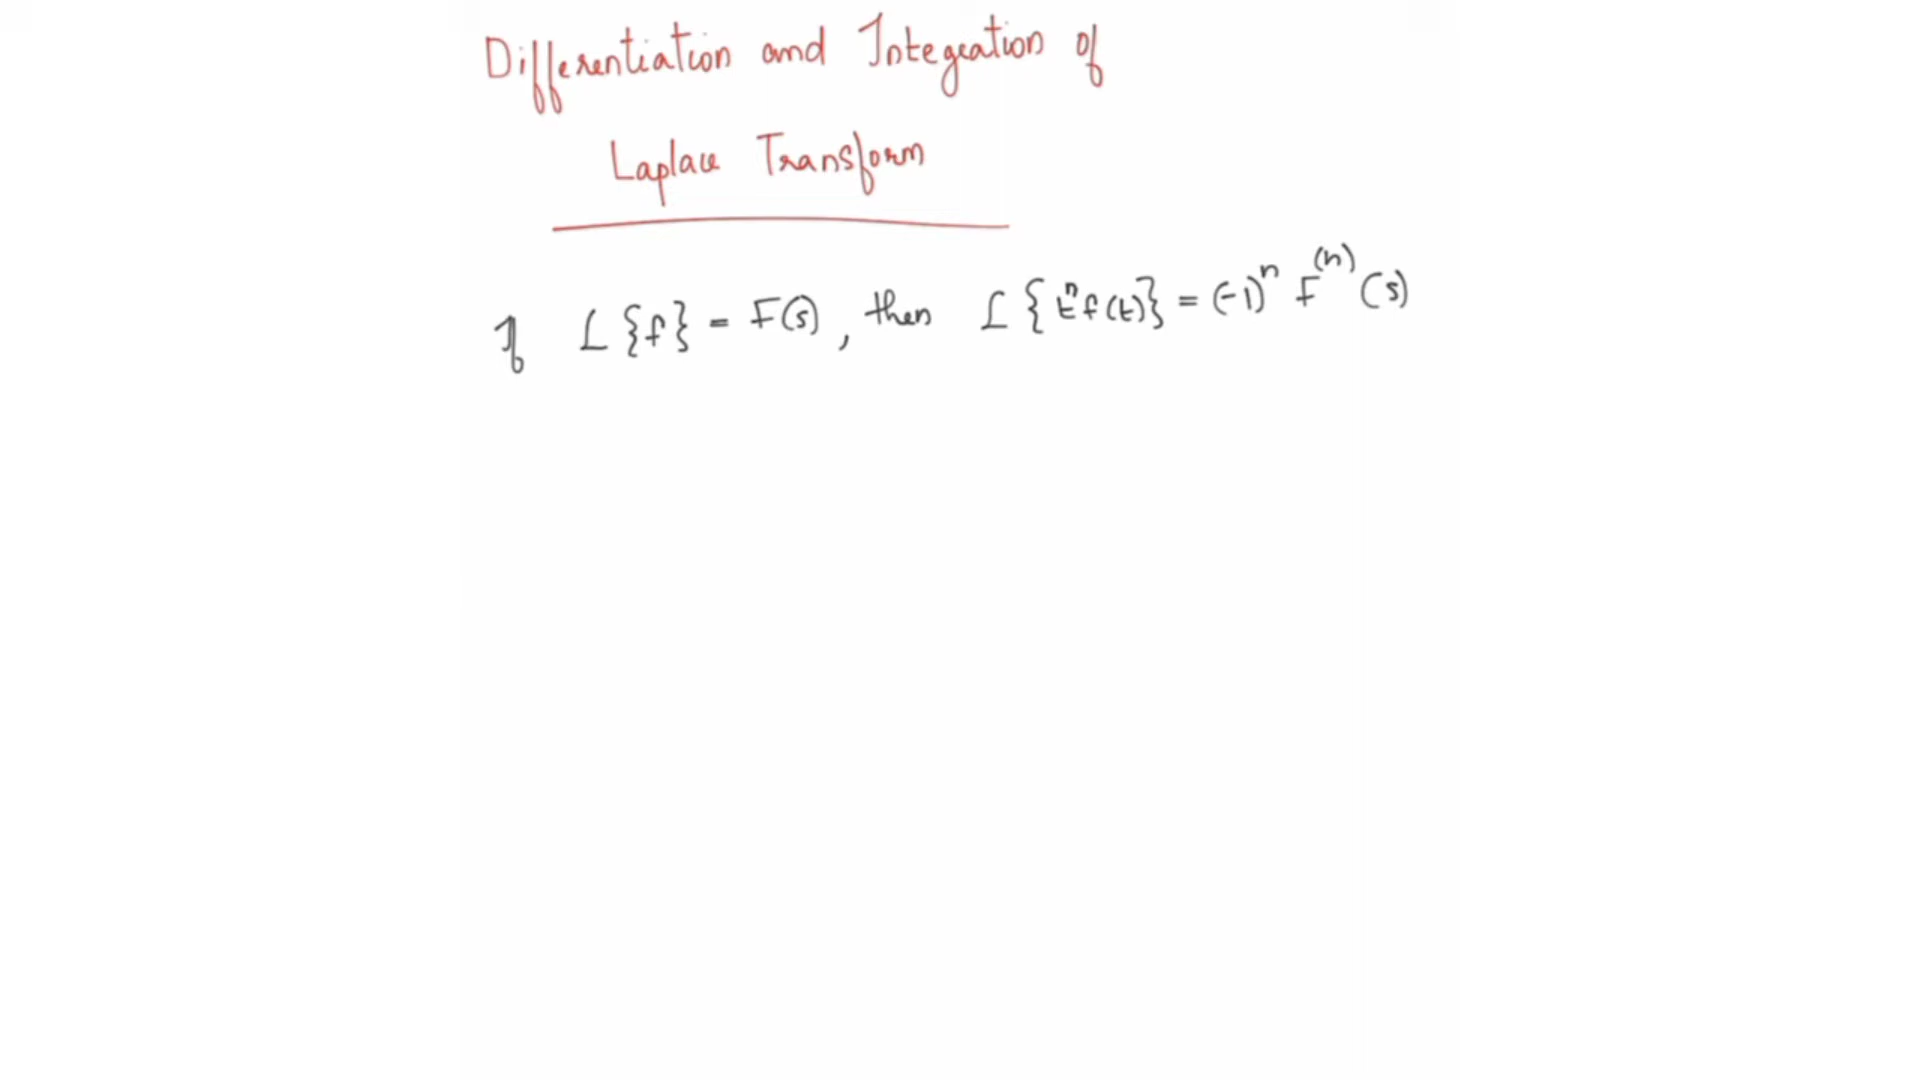 Differentiation and Integration of
Laplace Transform
If L{f} = F(s), then L{tⁿf(t)} = (-1)ⁿ F⁽ⁿ⁾(s)